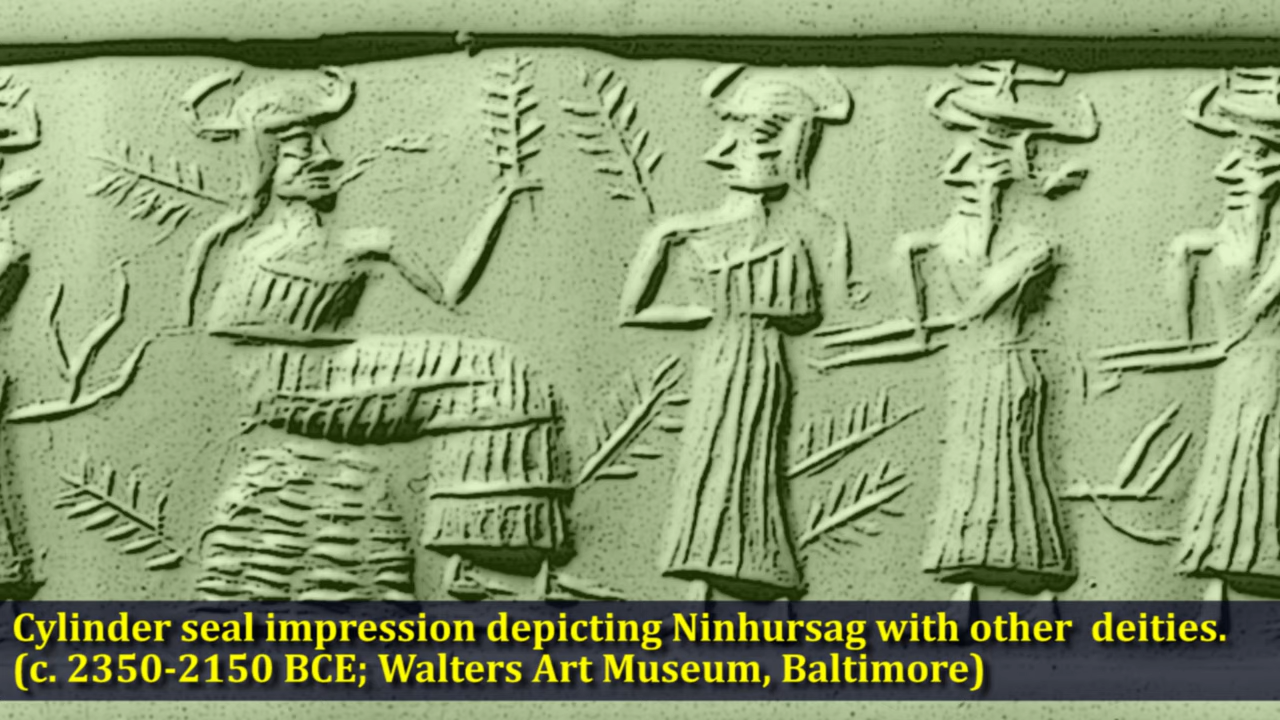 Cylinder seal impression depicting Ninhursag with other  deities.
(c. 2350-2150 BCE; Walters Art Museum, Baltimore)